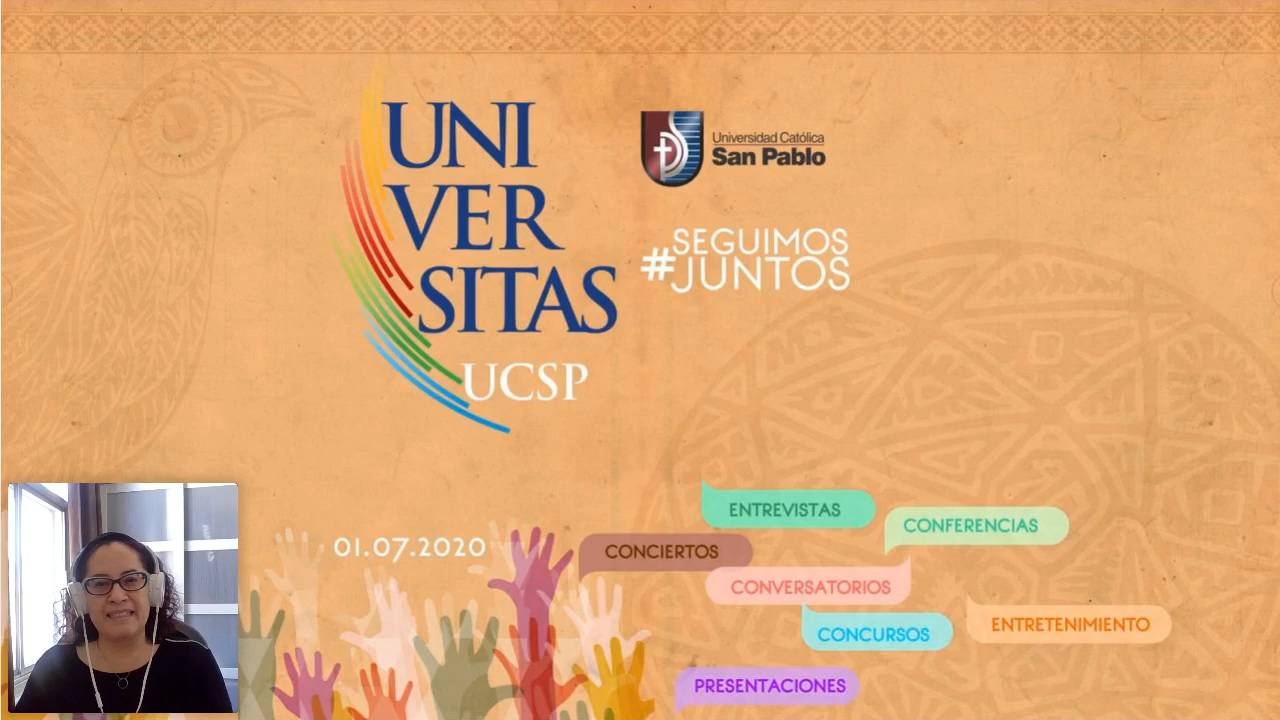 UNI
VER
SITAS
UCSP
Universidad Católica
San Pablo
#SEGUIMOS
JUNTOS
01.07.2020
ENTREVISTAS
CONFERENCIAS
CONCIERTOS
CONVERSATORIOS
CONCURSOS
ENTRETENIMIENTO
PRESENTACIONES